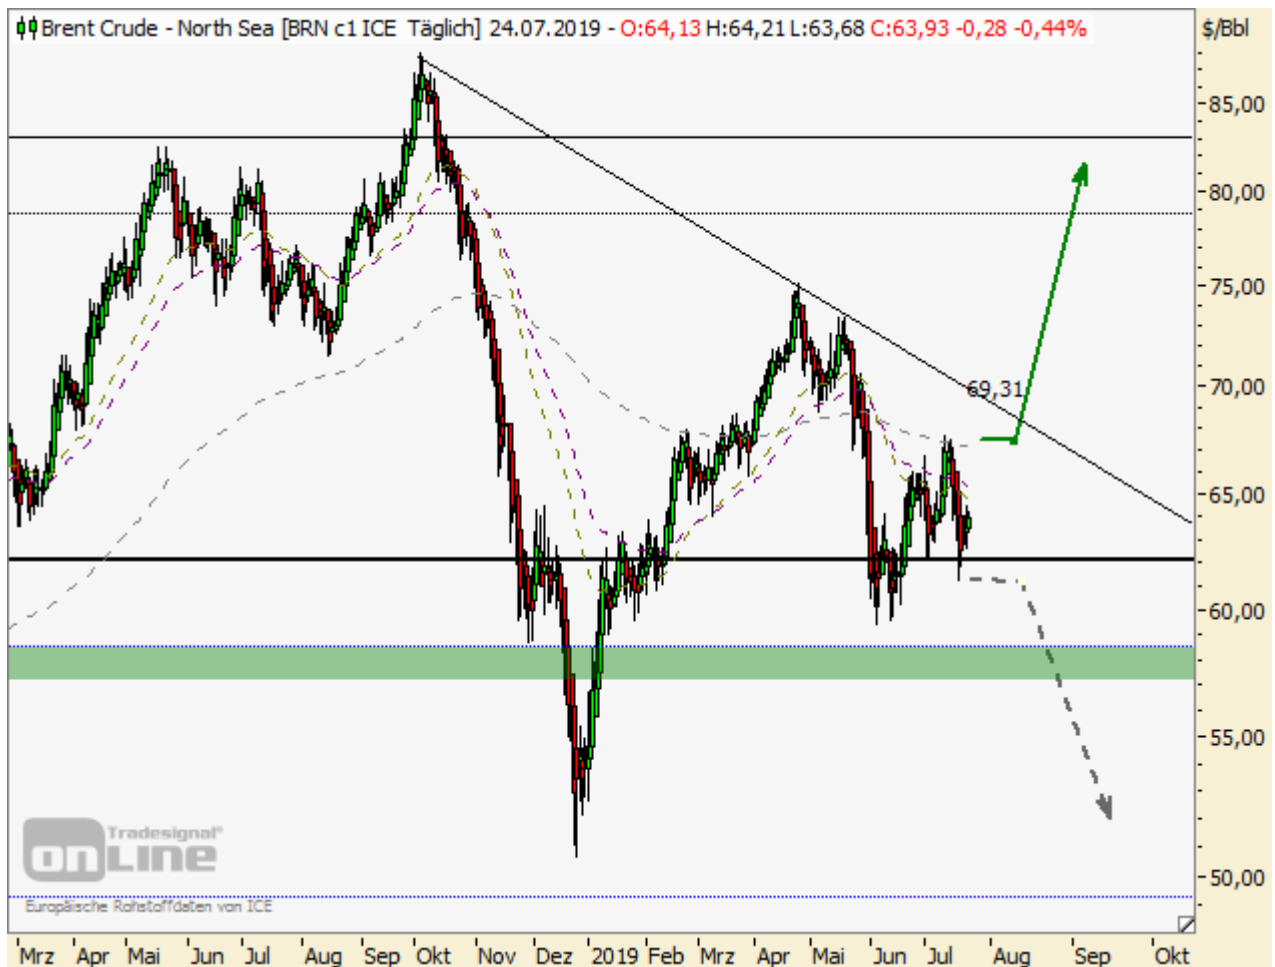 Brent Crude - North Sea [BRN c1 ICE Täglich] 24.07.2019 - O:64,13 H:64,21 L:63,68 C:63,93 -0,28 -0,44%
$/Bbl
85,00
80,00
75,00
70,00
69,31
65,00
60,00
55,00
50,00
Tradesignal®
onLine
Europäische Rohstoffdaten von ICE
Mrz Apr Mai Jun Jul Aug Sep Okt Nov Dez 2019 Feb Mrz Apr Mai Jun Jul Aug Sep Okt